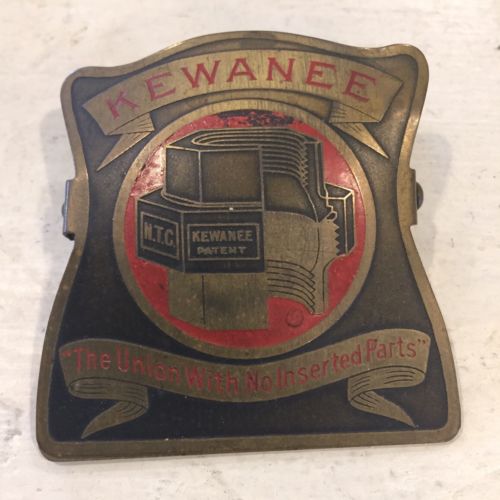 KEWANEE
N.T.C.
KEWANEE
PATENT
"The Union With No Inserted Parts"